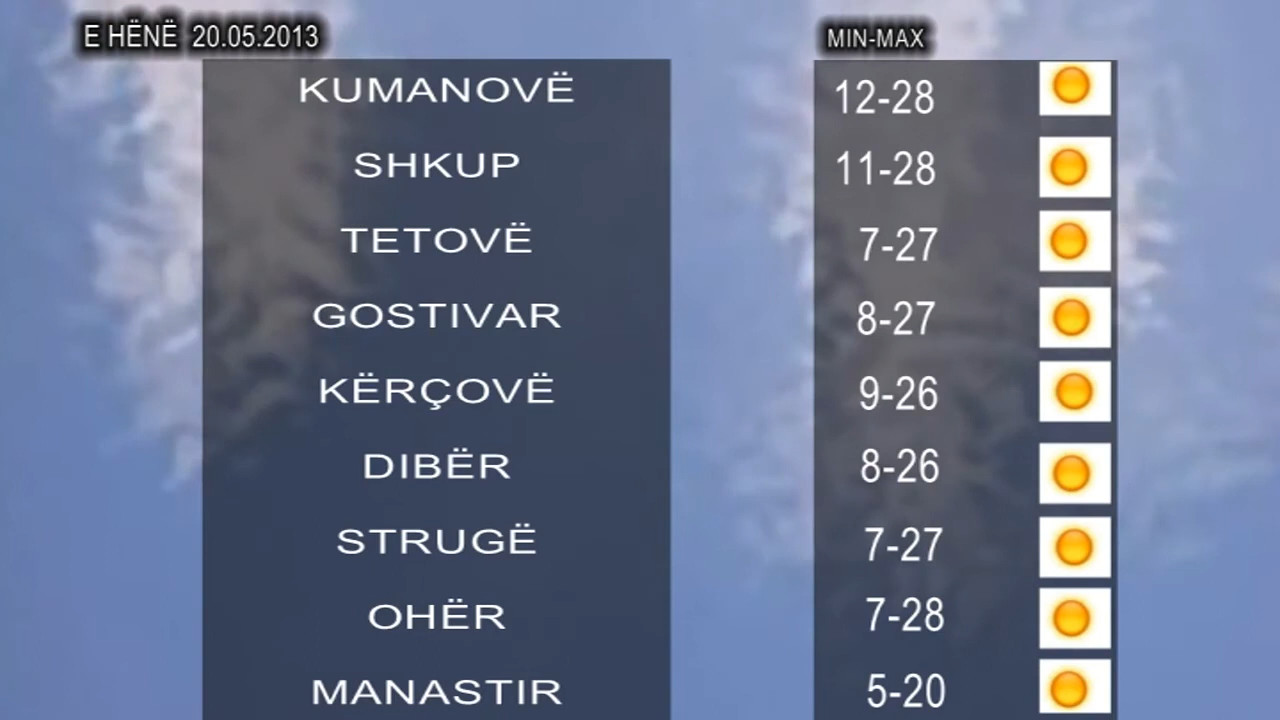 E HËNË 20.05.2013 MIN-MAX
KUMANOVË 12-28
SHKUP 11-28
TETOVË 7-27
GOSTIVAR 8-27
KËRÇOVË 9-26
DIBËR 8-26
STRUGË 7-27
OHËR 7-28
MANASTIR 5-20